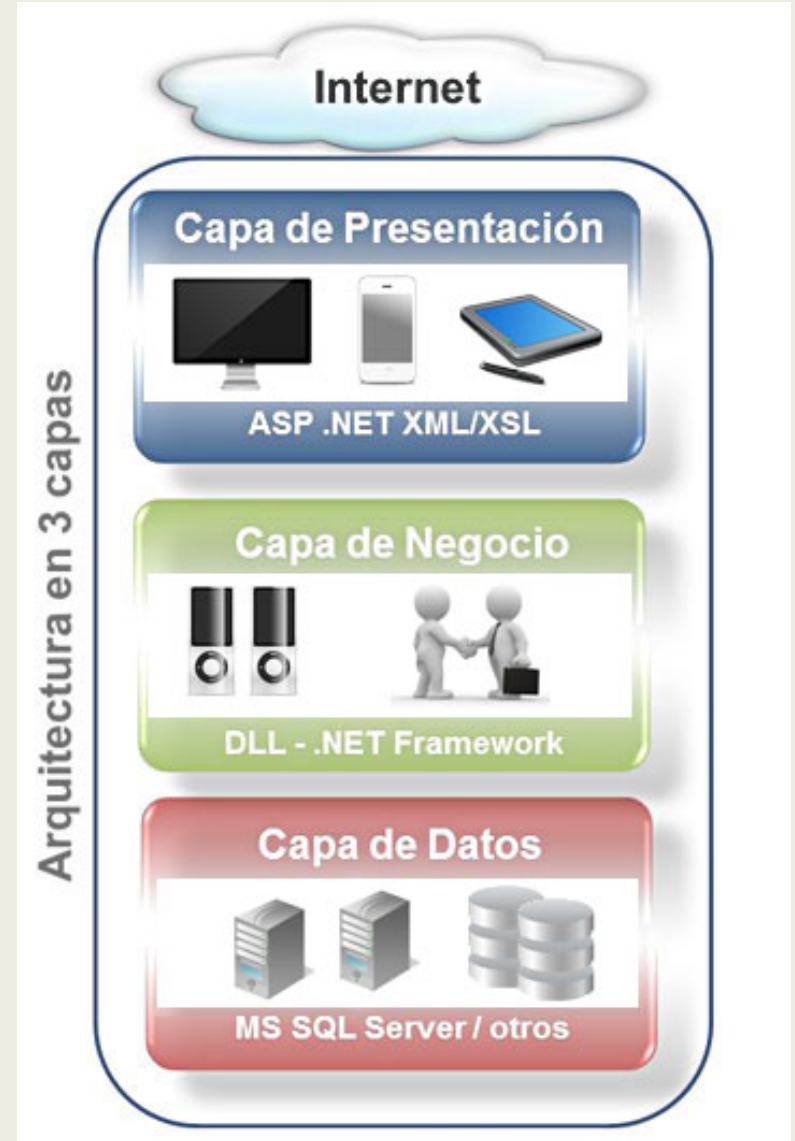 Internet
Arquitectura en 3 capas
Capa de Presentación
ASP .NET XML/XSL
Capa de Negocio
DLL - .NET Framework
Capa de Datos
MS SQL Server / otros